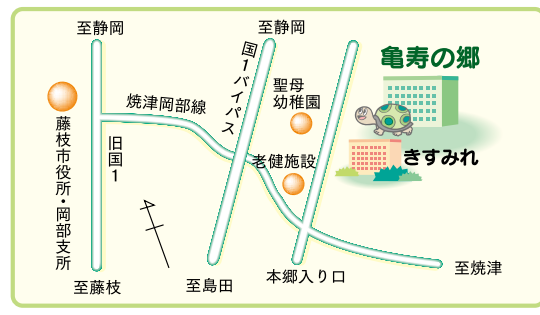 至静岡
至静岡
亀寿の郷
国1バイパス
聖母
幼稚園
焼津岡部線
藤枝市役所・岡部支所
旧国1
老健施設
きすみれ
至藤枝
至島田
本郷入り口
至焼津